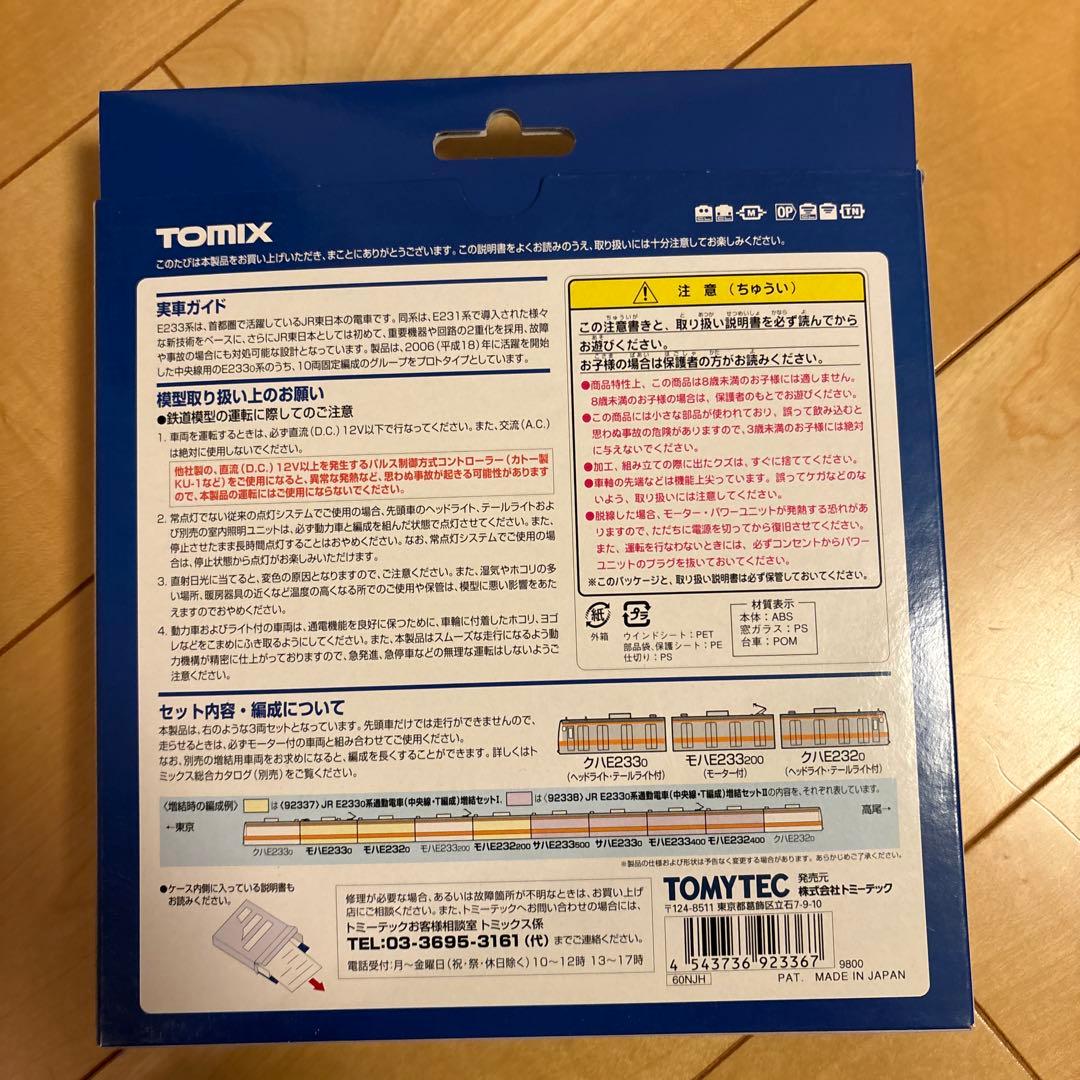 OP
M
TN
TOMIX
このたびは本製品をお買い上げいただき、まことにありがとうございます。この説明書をよくお読みのうえ、取り扱いには十分注意してお楽しみください。
実車ガイド
E233系は、首都圏で活躍しているJR東日本の電車です。同系は、E231系で導入された様々
な新技術をベースに、さらにJR東日本としては初めて、重要機器や回路の2重化を採用、故障
や事故の場合にも対処可能な設計となっています。製品は、2006(平成18)年に活躍を開始
した中央線用のE233₀系のうち、10両固定編成のグループをプロトタイプとしています。
模型取り扱い上のお願い
●鉄道模型の運転に際してのご注意
1. 車両を運転するときは、必ず直流(D.C.)12V以下で行なってください。また、交流(A.C.)
は絶対に使用しないでください。
他社製の、直流(D.C.)12V以上を発生するパルス制御方式コントローラー(カトー製
KU-1など)をご使用になると、異常な発熱など、思わぬ事故が起きる可能性があります
ので、本製品の運転にはご使用にならないでください。
2. 常点灯でない従来の点灯システムでご使用の場合、先頭車のヘッドライト、テールライトおよ
び別売の室内照明ユニットは、必ず動力車と編成を組んだ状態で点灯させてください。また、
停止させたまま長時間点灯することはおやめください。なお、常点灯システムでご使用の場
合は、停止状態から点灯がお楽しみいただけます。
3. 直射日光に当てると、変色の原因となりますので、ご注意ください。また、湿気やホコリの多
い場所、暖房器具の近くなど温度の高くなる所でのご使用や保管は、模型に悪い影響をあた
えますのでおやめください。
4. 動力車およびライト付の車両は、通電機能を良好に保つために、車輪に付着したホコリ、ヨゴ
レなどをこまめにふき取るようにしてください。また、本製品はスムーズな走行になるよう動
力機構が精密に仕上がっておりますので、急発進、急停車などの無理な運転はしないようご
注意ください。
注 意 (ちゅうい)
この注意書きと、取り扱い説明書を必ず読んでから
お遊びください。
お子様の場合は保護者の方がお読みください。
●商品特性上、この商品は8歳未満のお子様には適しません。
8歳未満のお子様の場合は、保護者のもとでお遊びください。
●この商品には小さな部品が使われており、誤って飲み込むと
思わぬ事故の危険がありますので、3歳未満のお子様には絶対
に与えないでください。
●加工、組み立ての際に出たクズは、すぐに捨ててください。
●車軸の先端などは機能上尖っています。誤ってケガなどのな
いよう、取り扱いには注意してください。
●脱線した場合、モーター・パワーユニットが発熱する恐れがあ
りますので、ただちに電源を切ってから復旧させてください。
また、運転を行なわないときには、必ずコンセントからパワー
ユニットのプラグを抜いておいてください。
※このパッケージと、取り扱い説明書は必ず保管しておいてください。
紙
外箱
プラ
ウインドシート:PET
部品袋、保護シート:PE
仕切り:PS
材質表示
本体:ABS
窓ガラス:PS
台車:POM
セット内容・編成について
本製品は、右のような3両セットとなっています。先頭車だけでは走行ができませんので、
走らせるときは、必ずモーター付の車両と組み合わせてご使用ください。
なお、別売の増結用車両をお求めになると、編成を長くすることができます。詳しくはト
ミックス総合カタログ(別売)をご覧ください。
クハE233₀
(ヘッドライト・テールライト付)
モハE233₂₀₀
(モーター付)
クハE232₀
(ヘッドライト・テールライト付)
〈増結時の編成例〉 は〈92337〉JR E233₀系通勤電車(中央線・T編成)増結セットⅠ、 は〈92338〉JR E233₀系通勤電車(中央線・T編成)増結セットⅡの内容を、それぞれ表しています。
←東京
高尾→
クハE233₀ モハE233₀ モハE232₀ モハE233₂₀₀ モハE232₂₀₀ サハE233₅₀₀ サハE233₀ モハE233₄₀₀ モハE232₄₀₀ クハE232₀
※製品の仕様および形状は予告なく変更する場合があります。あらかじめご了承ください。
●ケース内側に入っている説明書も
お読みください。
修理が必要な場合、あるいは故障箇所が不明なときは、お買い上げ
店にご相談ください。また、トミーテックへお問い合わせの場合には、
トミーテックお客様相談室 トミックス係
TEL:03-3695-3161(代)までご連絡ください。
電話受付:月〜金曜日(祝・祭・休日除く)10〜12時 13〜17時
TOMYTEC 発売元 株式会社トミーテック
〒124-8511 東京都葛飾区立石7-9-10
4 543736 923367
9800
60NJH
PAT. MADE IN JAPAN